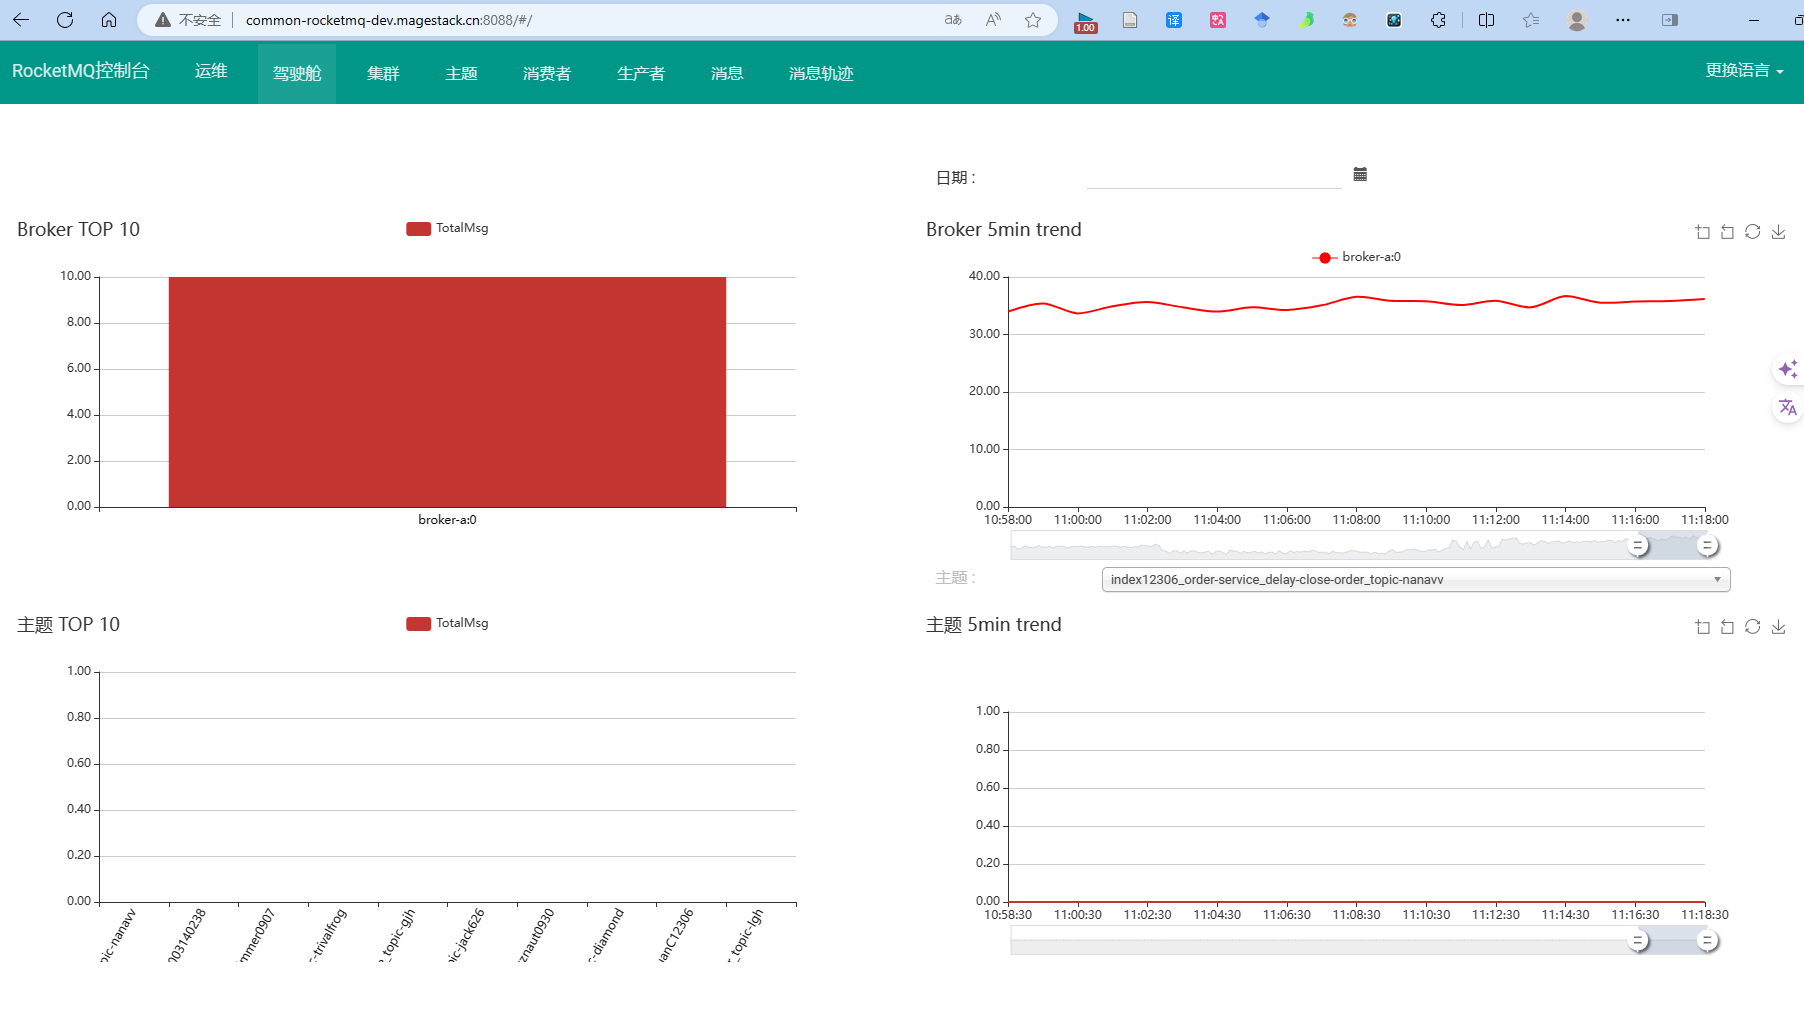 不安全 common-rocketmq-dev.magestack.cn:8088/#/
1.00
RocketMQ控制台 运维 驾驶舱 集群 主题 消费者 生产者 消息 消息轨迹 更换语言
日期 :
Broker TOP 10
TotalMsg
10.00
8.00
6.00
4.00
2.00
0.00
broker-a:0
Broker 5min trend
broker-a:0
40.00
30.00
20.00
10.00
0.00
10:58:00 11:00:00 11:02:00 11:04:00 11:06:00 11:08:00 11:10:00 11:12:00 11:14:00 11:16:00 11:18:00
主题 :
index12306_order-service_delay-close-order_topic-nanavv
主题 TOP 10
TotalMsg
1.00
0.80
0.60
0.40
0.20
0.00
pic-nanavv
003140238
mmer0907
c-trivalfrog
_topic-gjh
pic-jack626
znaut0930
c-diamond
anC12306
_topic-lgh
主题 5min trend
1.00
0.80
0.60
0.40
0.20
0.00
10:58:30 11:00:30 11:02:30 11:04:30 11:06:30 11:08:30 11:10:30 11:12:30 11:14:30 11:16:30 11:18:30